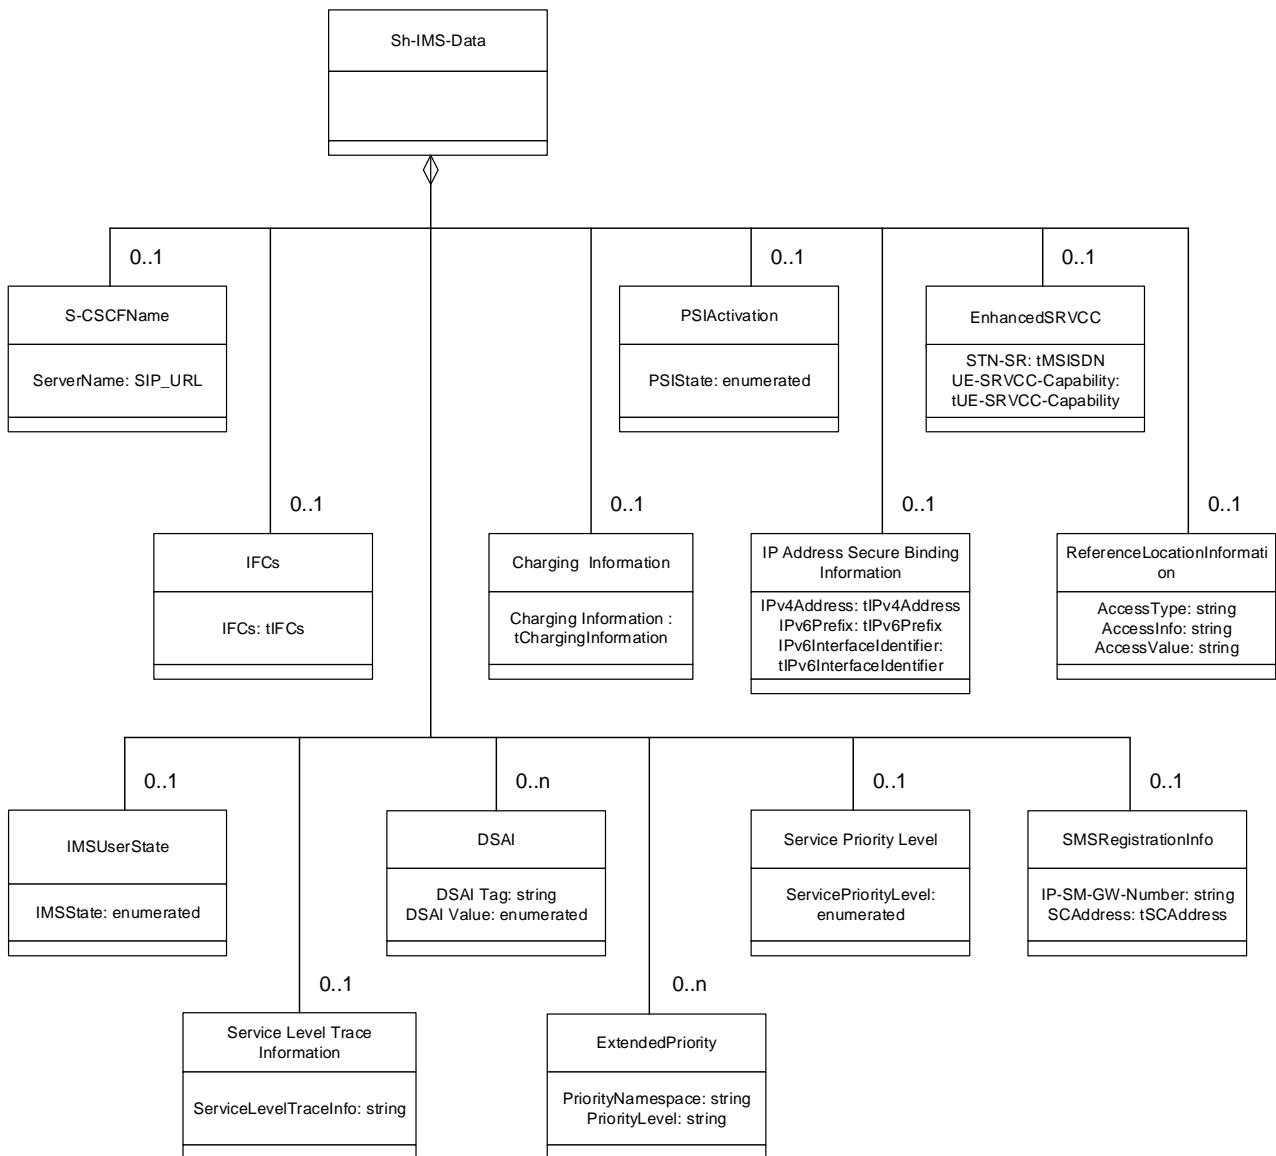 Sh-IMS-Data
0..1
0..1
0..1
S-CSCFName
ServerName: SIP_URL
PSIActivation
PSIState: enumerated
EnhancedSRVCC
STN-SR: tMSISDN
UE-SRVCC-Capability:
tUE-SRVCC-Capability
0..1
0..1
0..1
0..1
IFCs
IFCs: tIFCs
Charging Information
Charging Information :
tChargingInformation
IP Address Secure Binding
Information
IPv4Address: tIPv4Address
IPv6Prefix: tIPv6Prefix
IPv6InterfaceIdentifier:
tIPv6InterfaceIdentifier
ReferenceLocationInformati
on
AccessType: string
AccessInfo: string
AccessValue: string
0..1
0..n
0..1
0..1
IMSUserState
IMSState: enumerated
DSAI
DSAI Tag: string
DSAI Value: enumerated
Service Priority Level
ServicePriorityLevel:
enumerated
SMSRegistrationInfo
IP-SM-GW-Number: string
SCAddress: tSCAddress
0..1
0..n
Service Level Trace
Information
ServiceLevelTraceInfo: string
ExtendedPriority
PriorityNamespace: string
PriorityLevel: string